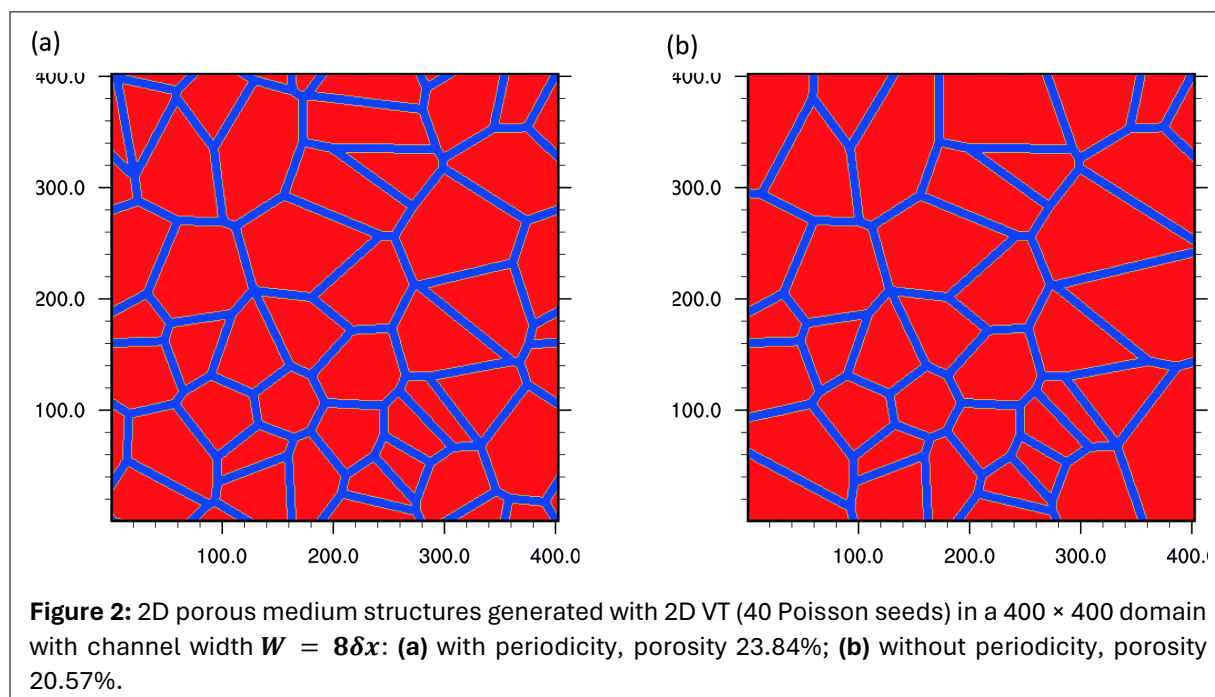 (a)
(b)
400.0
300.0
200.0
100.0
100.0 200.0 300.0 400.0
400.0
300.0
200.0
100.0
100.0 200.0 300.0 400.0
Figure 2: 2D porous medium structures generated with 2D VT (40 Poisson seeds) in a 400 × 400 domain
with channel width W = 8δx: (a) with periodicity, porosity 23.84%; (b) without periodicity, porosity
20.57%.